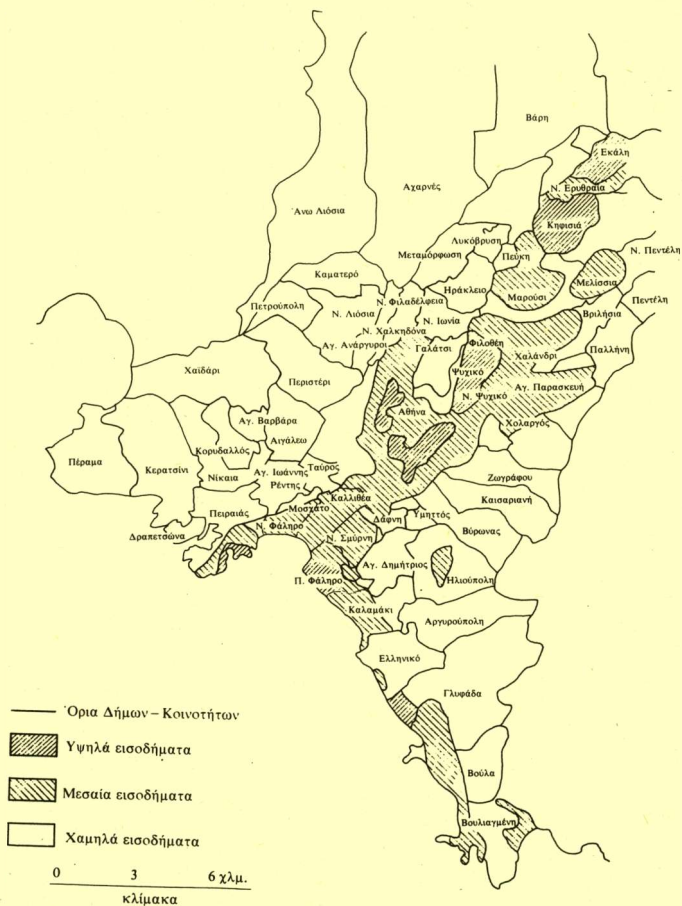 Βάρη
Εκάλη
Ν. Ερυθραία
Αχαρνές
Ανω Λιόσια
Κηφισιά
Λυκόβρυση
Μεταμόρφωση
Πεύκη
Ν. Πεντέλη
Καματερό
Ηράκλειο
Μελίσσια
Μαρούσι
Πεντέλη
Πετρούπολη
Ν. Φιλαδέλφεια
Ν. Λιόσια
Βριλήσια
Ν. Ιωνία
Ν. Χαλκηδόνα
Αγ. Ανάργυροι
Γαλάτσι
Φιλοθέη
Χαλάνδρι
Παλλήνη
Χαϊδάρι
Ψυχικό
Περιστέρι
Αγ. Παρασκευή
Ν. Ψυχικό
Αθήνα
Αγ. Βαρβάρα
Χολαργός
Αιγάλεω
Κορυδαλλός
Πέραμα
Κερατσίνι
Νίκαια
Αγ. Ιωάννης
Ρέντης
Ταύρος
Ζωγράφου
Καλλιθέα
Καισαριανή
Μοσχάτο
Πειραιάς
Δάφνη
Υμηττός
Ν. Φάληρο
Βύρωνας
Δραπετσώνα
Ν. Σμύρνη
Αγ. Δημήτριος
Π. Φάληρο
Ηλιούπολη
Καλαμάκι
Αργυρούπολη
Ελληνικό
Γλυφάδα
Βούλα
Βουλιαγμένη
Όρια Δήμων – Κοινοτήτων
Υψηλά εισοδήματα
Μεσαία εισοδήματα
Χαμηλά εισοδήματα
0 3 6 χλμ.
κλίμακα